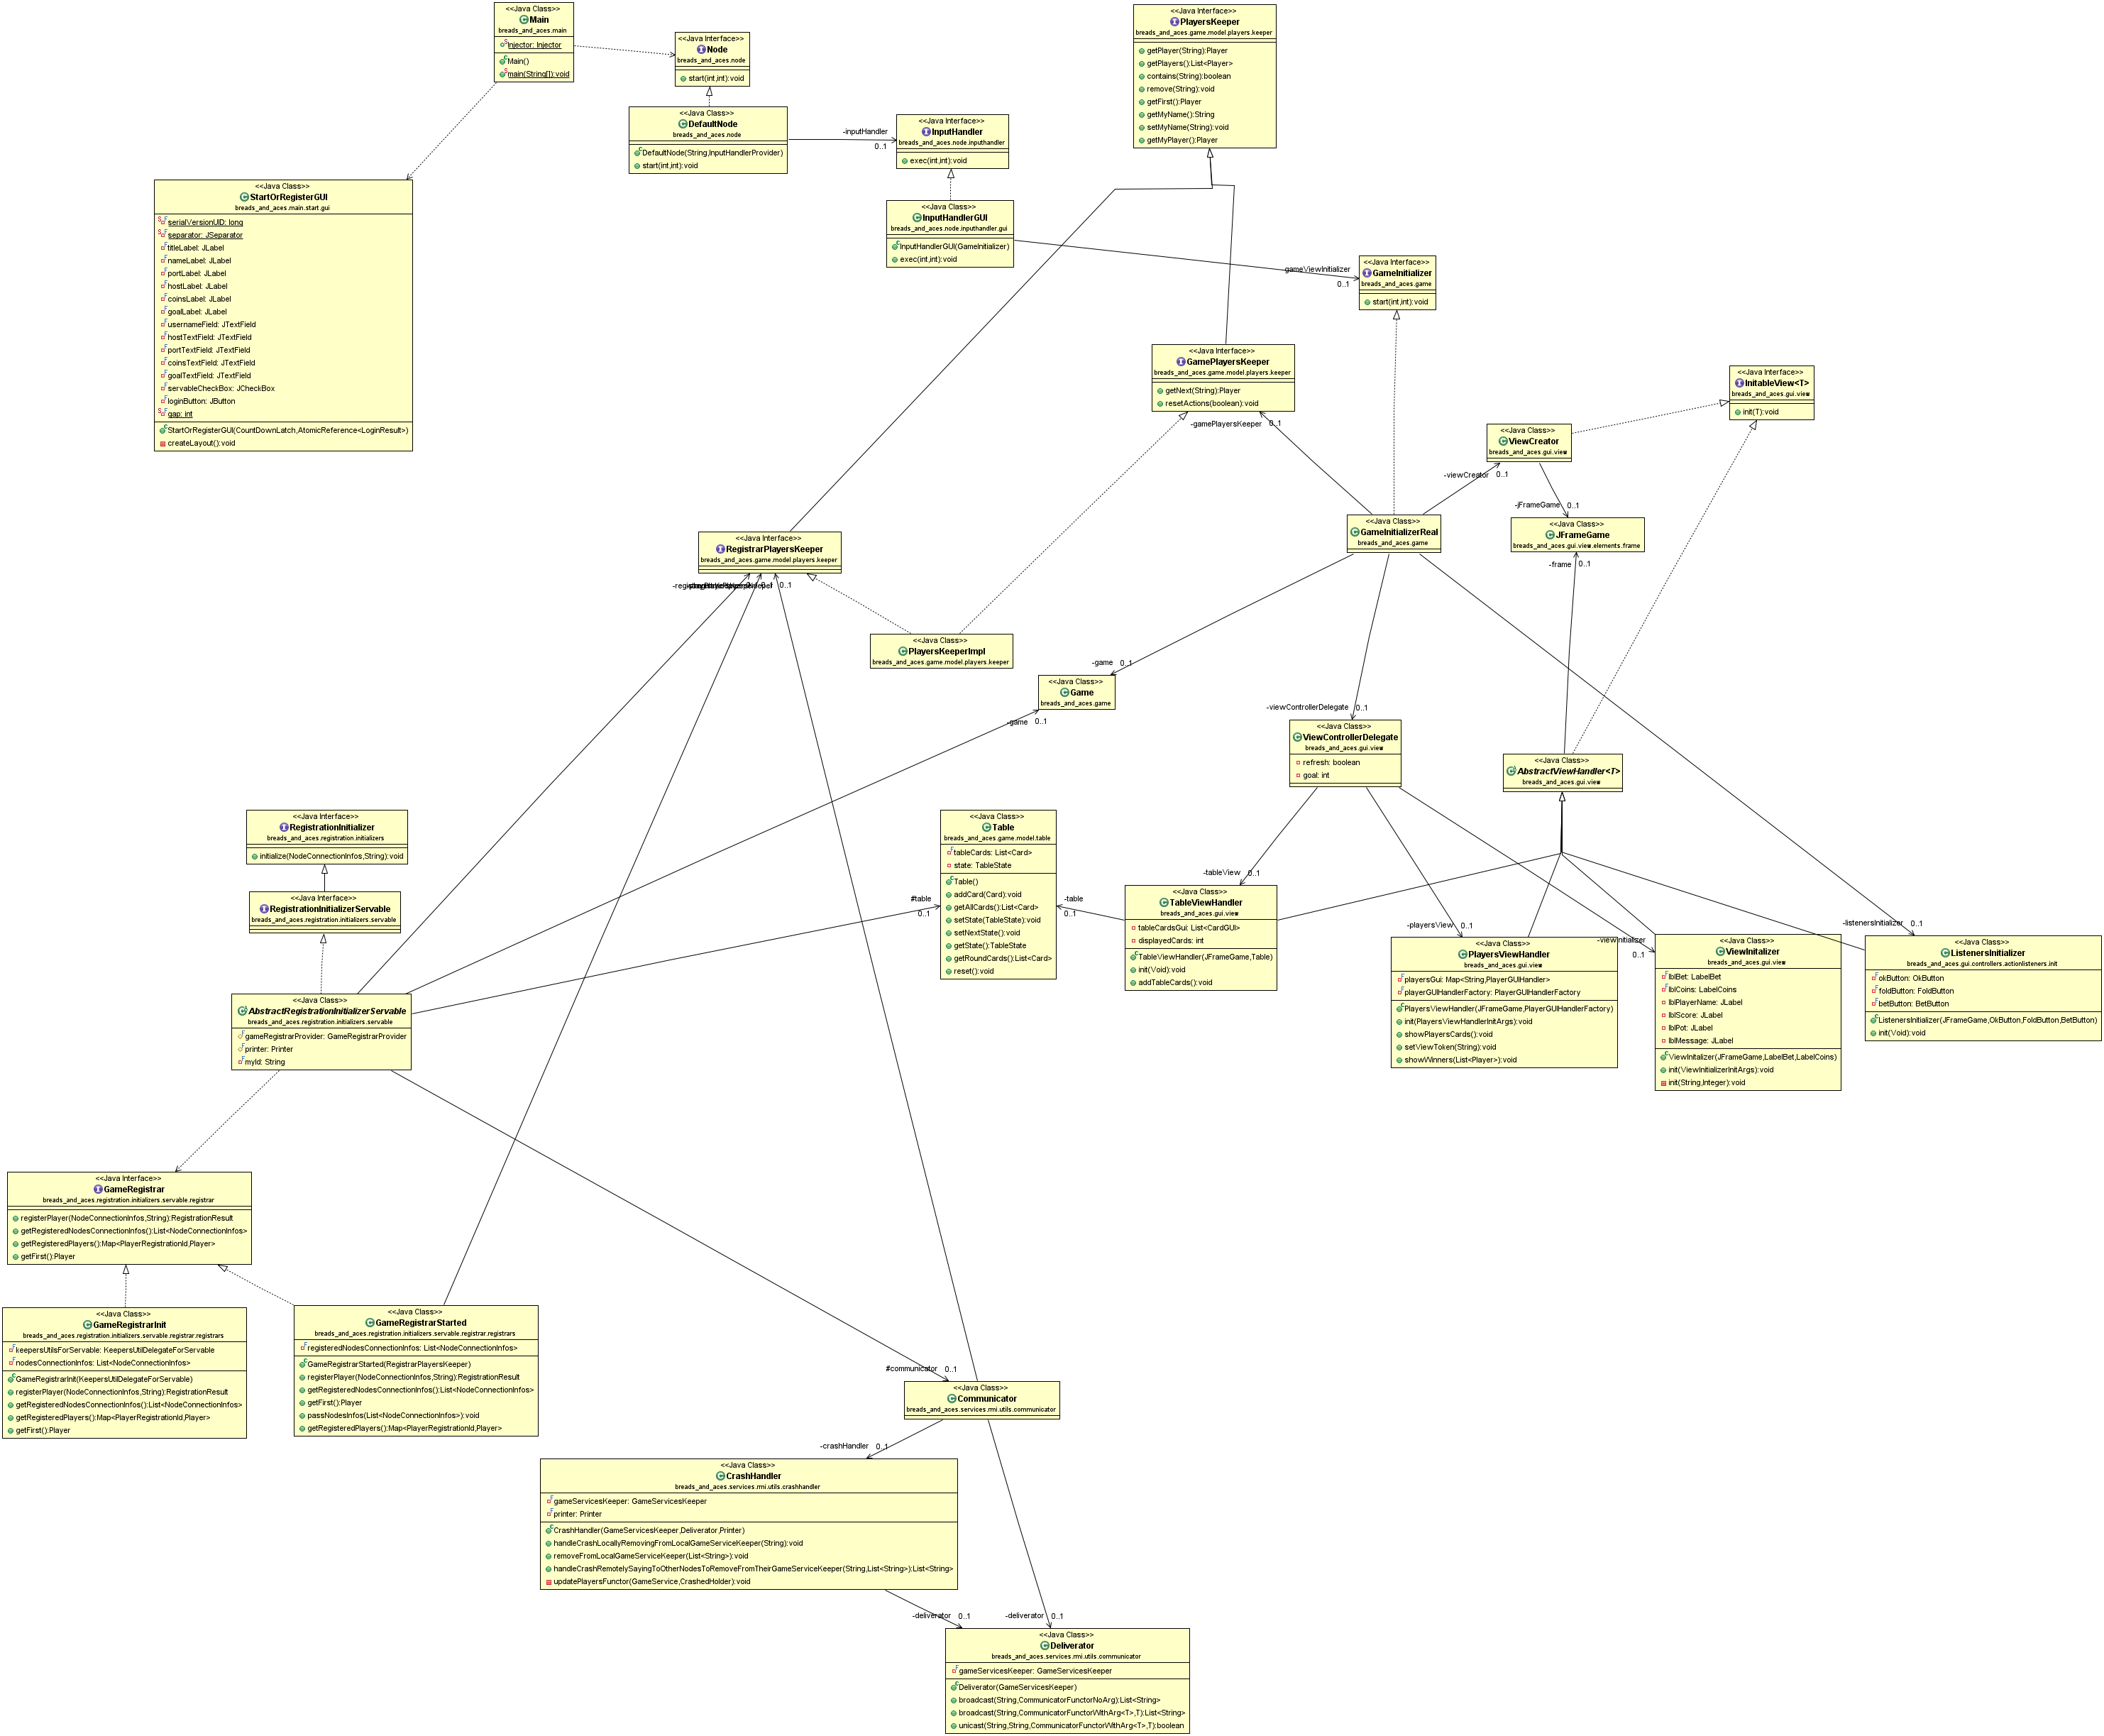 <<Java Class>>
Main
breads_and_aces.main
Injector: Injector
Main()
main(String[]):void
<<Java Interface>>
Node
breads_and_aces.node
start(int,int):void
<<Java Interface>>
PlayersKeeper
breads_and_aces.game.model.players.keeper
getPlayer(String):Player
getPlayers():List<Player>
contains(String):boolean
remove(String):void
getFirst():Player
getMyName():String
setMyName(String):void
getMyPlayer():Player
<<Java Class>>
DefaultNode
breads_and_aces.node
DefaultNode(String,InputHandlerProvider)
start(int,int):void
-inputHandler
0..1
<<Java Interface>>
InputHandler
breads_and_aces.node.inputhandler
exec(int,int):void
<<Java Class>>
StartOrRegisterGUI
breads_and_aces.main.start.gui
serialVersionUID: long
separator: JSeparator
titleLabel: JLabel
nameLabel: JLabel
portLabel: JLabel
hostLabel: JLabel
coinsLabel: JLabel
goalLabel: JLabel
usernameField: JTextField
hostTextField: JTextField
portTextField: JTextField
coinsTextField: JTextField
goalTextField: JTextField
servableCheckBox: JCheckBox
loginButton: JButton
gap: int
StartOrRegisterGUI(CountDownLatch,AtomicReference<LoginResult>)
createLayout():void
<<Java Class>>
InputHandlerGUI
breads_and_aces.node.inputhandler.gui
InputHandlerGUI(GameInitializer)
exec(int,int):void
gameViewInitializer
0..1
<<Java Interface>>
GameInitializer
breads_and_aces.game
start(int,int):void
<<Java Interface>>
GamePlayersKeeper
breads_and_aces.game.model.players.keeper
getNext(String):Player
resetActions(boolean):void
-gamePlayersKeeper 0..1
<<Java Interface>>
InitableView<T>
breads_and_aces.gui.view
init(T):void
<<Java Class>>
ViewCreator
breads_and_aces.gui.view
-viewCreator 0..1
-jFrameGame 0..1
<<Java Class>>
GameInitializerReal
breads_and_aces.game
<<Java Class>>
JFrameGame
breads_and_aces.gui.view.elements.frame
-frame 0..1
<<Java Interface>>
RegistrarPlayersKeeper
breads_and_aces.game.model.players.keeper
0..1
<<Java Class>>
PlayersKeeperImpl
breads_and_aces.game.model.players.keeper
-game 0..1
<<Java Class>>
Game
breads_and_aces.game
-game 0..1
-viewControllerDelegate 0..1
<<Java Class>>
ViewControllerDelegate
breads_and_aces.gui.view
refresh: boolean
goal: int
<<Java Class>>
AbstractViewHandler<T>
breads_and_aces.gui.view
<<Java Interface>>
RegistrationInitializer
breads_and_aces.registration.initializers
initialize(NodeConnectionInfos,String):void
<<Java Interface>>
RegistrationInitializerServable
breads_and_aces.registration.initializers.servable
<<Java Class>>
Table
breads_and_aces.game.model.table
tableCards: List<Card>
state: TableState
Table()
addCard(Card):void
getAllCards():List<Card>
setState(TableState):void
setNextState():void
getState():TableState
getRoundCards():List<Card>
reset():void
#table
0..1
-table
0..1
-tableView 0..1
<<Java Class>>
TableViewHandler
breads_and_aces.gui.view
tableCardsGui: List<CardGUI>
displayedCards: int
TableViewHandler(JFrameGame,Table)
init(Void):void
addTableCards():void
-playersView 0..1
<<Java Class>>
PlayersViewHandler
breads_and_aces.gui.view
playersGui: Map<String,PlayerGUIHandler>
playerGUIHandlerFactory: PlayerGUIHandlerFactory
PlayersViewHandler(JFrameGame,PlayerGUIHandlerFactory)
init(PlayersViewHandlerInitArgs):void
showPlayersCards():void
setViewToken(String):void
showWinners(List<Player>):void
-viewInitializer
0..1
<<Java Class>>
ViewInitalizer
breads_and_aces.gui.view
lblBet: LabelBet
lblCoins: LabelCoins
lblPlayerName: JLabel
lblScore: JLabel
lblPot: JLabel
lblMessage: JLabel
ViewInitalizer(JFrameGame,LabelBet,LabelCoins)
init(ViewInitializerInitArgs):void
init(String,Integer):void
-listenersInitializer 0..1
<<Java Class>>
ListenersInitializer
breads_and_aces.gui.controllers.actionlisteners.init
okButton: OkButton
foldButton: FoldButton
betButton: BetButton
ListenersInitializer(JFrameGame,OkButton,FoldButton,BetButton)
init(Void):void
<<Java Class>>
AbstractRegistrationInitializerServable
breads_and_aces.registration.initializers.servable
gameRegistrarProvider: GameRegistrarProvider
printer: Printer
myId: String
<<Java Interface>>
GameRegistrar
breads_and_aces.registration.initializers.servable.registrar
registerPlayer(NodeConnectionInfos,String):RegistrationResult
getRegisteredNodesConnectionInfos():List<NodeConnectionInfos>
getRegisteredPlayers():Map<PlayerRegistrationId,Player>
getFirst():Player
<<Java Class>>
GameRegistrarInit
breads_and_aces.registration.initializers.servable.registrar.registrars
keepersUtilsForServable: KeepersUtilDelegateForServable
nodesConnectionInfos: List<NodeConnectionInfos>
GameRegistrarInit(KeepersUtilDelegateForServable)
registerPlayer(NodeConnectionInfos,String):RegistrationResult
getRegisteredNodesConnectionInfos():List<NodeConnectionInfos>
getRegisteredPlayers():Map<PlayerRegistrationId,Player>
getFirst():Player
<<Java Class>>
GameRegistrarStarted
breads_and_aces.registration.initializers.servable.registrar.registrars
registeredNodesConnectionInfos: List<NodeConnectionInfos>
GameRegistrarStarted(RegistrarPlayersKeeper)
registerPlayer(NodeConnectionInfos,String):RegistrationResult
getRegisteredNodesConnectionInfos():List<NodeConnectionInfos>
getFirst():Player
passNodesInfos(List<NodeConnectionInfos>):void
getRegisteredPlayers():Map<PlayerRegistrationId,Player>
#communicator 0..1
<<Java Class>>
Communicator
breads_and_aces.services.rmi.utils.communicator
-crashHandler 0..1
<<Java Class>>
CrashHandler
breads_and_aces.services.rmi.utils.crashhandler
gameServicesKeeper: GameServicesKeeper
printer: Printer
CrashHandler(GameServicesKeeper,Deliverator,Printer)
handleCrashLocallyRemovingFromLocalGameServiceKeeper(String):void
removeFromLocalGameServiceKeeper(List<String>):void
handleCrashRemotelySayingToOtherNodesToRemoveFromTheirGameServiceKeeper(String,List<String>):List<String>
updatePlayersFunctor(GameService,CrashedHolder):void
-deliverator 0..1
-deliverator 0..1
<<Java Class>>
Deliverator
breads_and_aces.services.rmi.utils.communicator
gameServicesKeeper: GameServicesKeeper
Deliverator(GameServicesKeeper)
broadcast(String,CommunicatorFunctorNoArg):List<String>
broadcast(String,CommunicatorFunctorWithArg<T>,T):List<String>
unicast(String,String,CommunicatorFunctorWithArg<T>,T):boolean